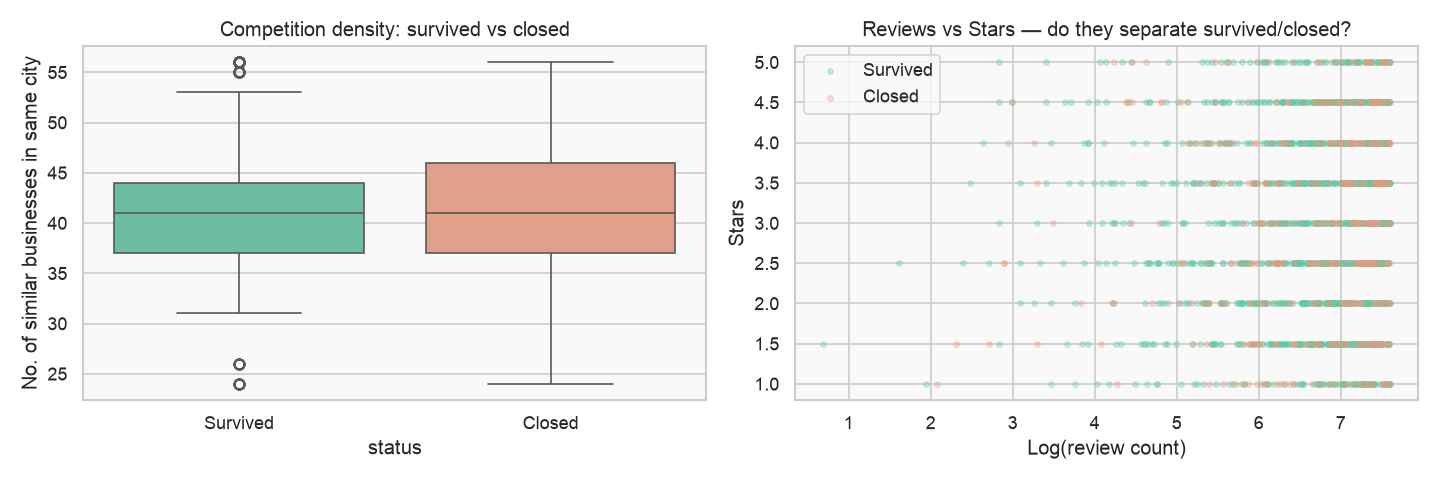 Competition density: survived vs closed
No. of similar businesses in same city
55
50
45
40
35
30
25
Survived
Closed
status
Reviews vs Stars — do they separate survived/closed?
Survived
Closed
Stars
5.0
4.5
4.0
3.5
3.0
2.5
2.0
1.5
1.0
1
2
3
4
5
6
7
Log(review count)